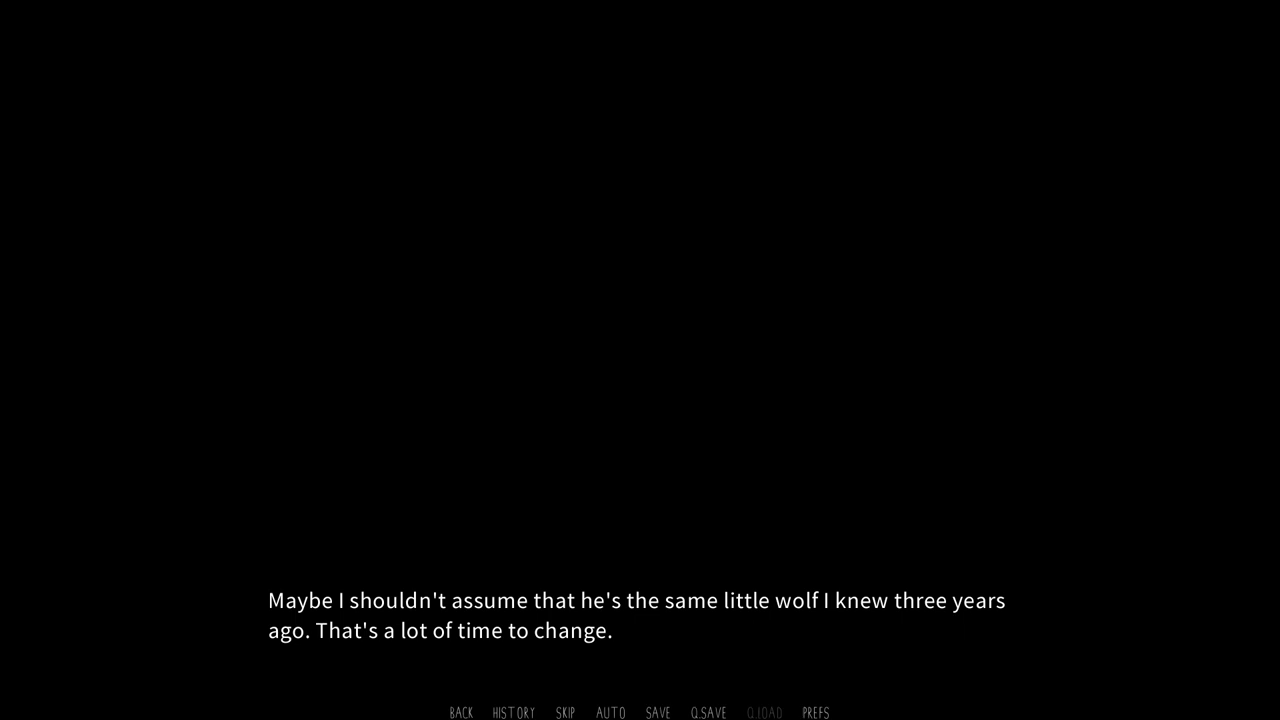 Maybe I shouldn't assume that he's the same little wolf I knew three years
ago. That's a lot of time to change.
BACK HISTORY SKIP AUTO SAVE Q.SAVE Q.LOAD PREFS